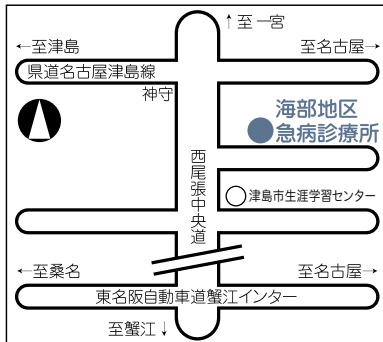 ↑至一宮
←至津島
至名古屋→
県道名古屋津島線
神守
海部地区
急病診療所
西尾張中央道
津島市生涯学習センター
←至桑名
至名古屋→
東名阪自動車道蟹江インター
至蟹江↓